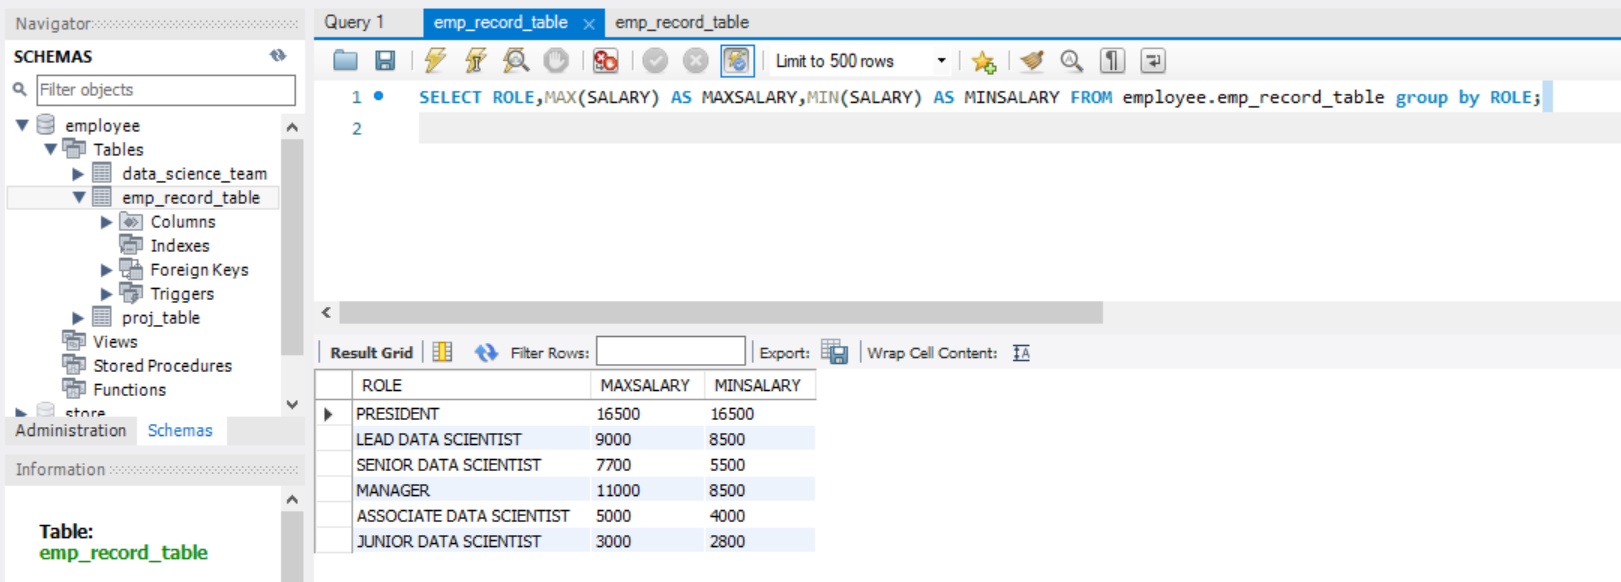 Navigator
SCHEMAS
Filter objects
employee
Tables
data_science_team
emp_record_table
Columns
Indexes
Foreign Keys
Triggers
proj_table
Views
Stored Procedures
Functions
store
Administration Schemas
Information
Table:
emp_record_table
Query 1 emp_record_table × emp_record_table
Limit to 500 rows
1 SELECT ROLE,MAX(SALARY) AS MAXSALARY,MIN(SALARY) AS MINSALARY FROM employee.emp_record_table group by ROLE;
2
Result Grid Filter Rows: Export: Wrap Cell Content: IA
ROLE MAXSALARY MINSALARY
PRESIDENT 16500 16500
LEAD DATA SCIENTIST 9000 8500
SENIOR DATA SCIENTIST 7700 5500
MANAGER 11000 8500
ASSOCIATE DATA SCIENTIST 5000 4000
JUNIOR DATA SCIENTIST 3000 2800